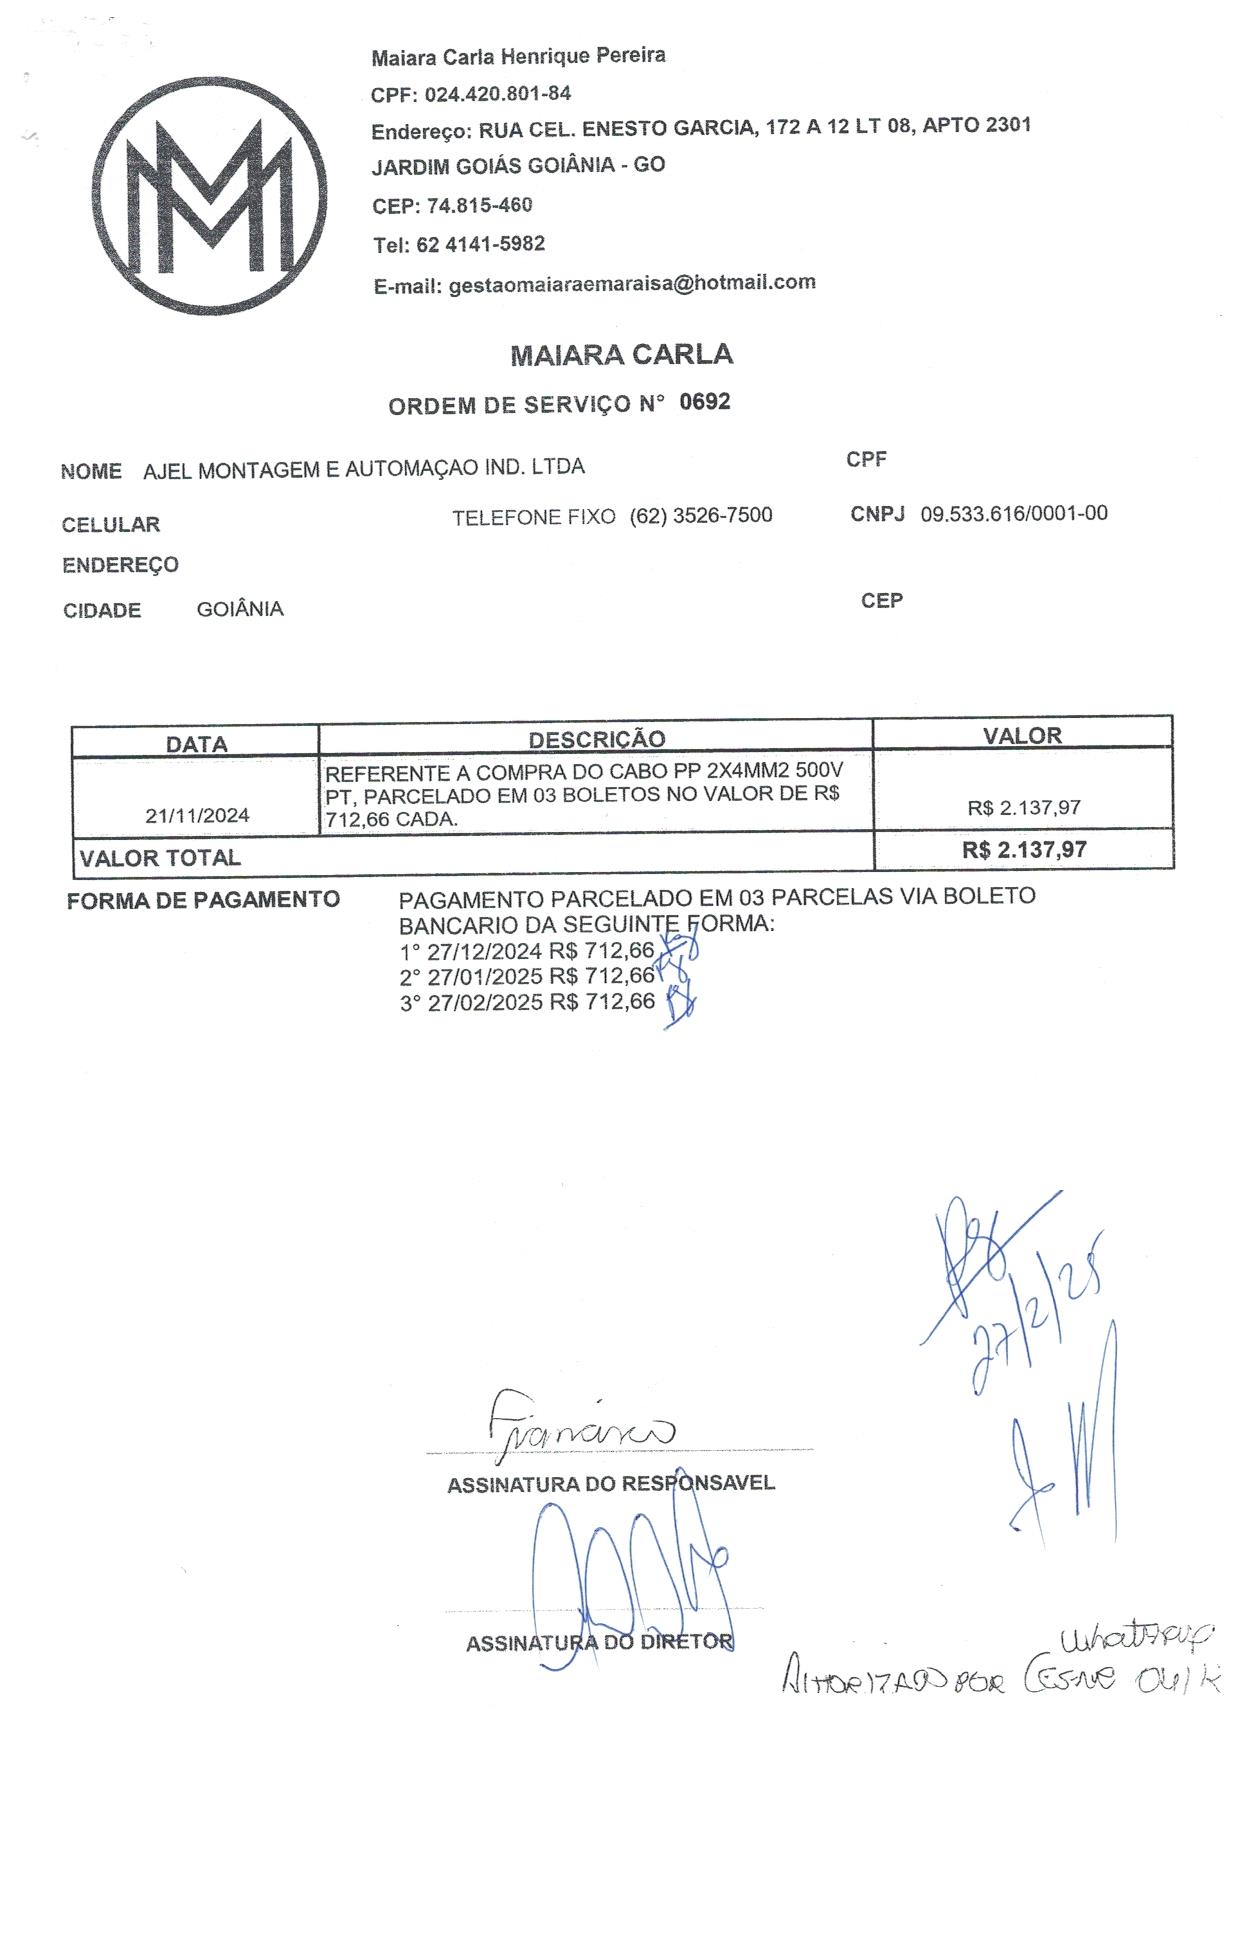 Maiara Carla Henrique Pereira
CPF: 024.420.801-84
Endereço: RUA CEL. ENESTO GARCIA, 172 A 12 LT 08, APTO 2301
JARDIM GOIÁS GOIÂNIA - GO
CEP: 74.815-460
Tel: 62 4141-5982
E-mail: gestaomaiaraemaraisa@hotmail.com
MM
MAIARA CARLA
ORDEM DE SERVIÇO N° 0692
NOME AJEL MONTAGEM E AUTOMAÇAO IND. LTDA CPF
CELULAR TELEFONE FIXO (62) 3526-7500 CNPJ 09.533.616/0001-00
ENDEREÇO
CIDADE GOIÂNIA CEP
DATA DESCRIÇÃO VALOR
REFERENTE A COMPRA DO CABO PP 2X4MM2 500V
PT, PARCELADO EM 03 BOLETOS NO VALOR DE R$
21/11/2024 712,66 CADA. R$ 2.137,97
VALOR TOTAL R$ 2.137,97
FORMA DE PAGAMENTO PAGAMENTO PARCELADO EM 03 PARCELAS VIA BOLETO
BANCARIO DA SEGUINTE FORMA:
1° 27/12/2024 R$ 712,66
2° 27/01/2025 R$ 712,66
3° 27/02/2025 R$ 712,66
27/2/25
Francisco
ASSINATURA DO RESPONSAVEL
ASSINATURA DO DIRETOR
Whatsapp
AUTORIZADO POR